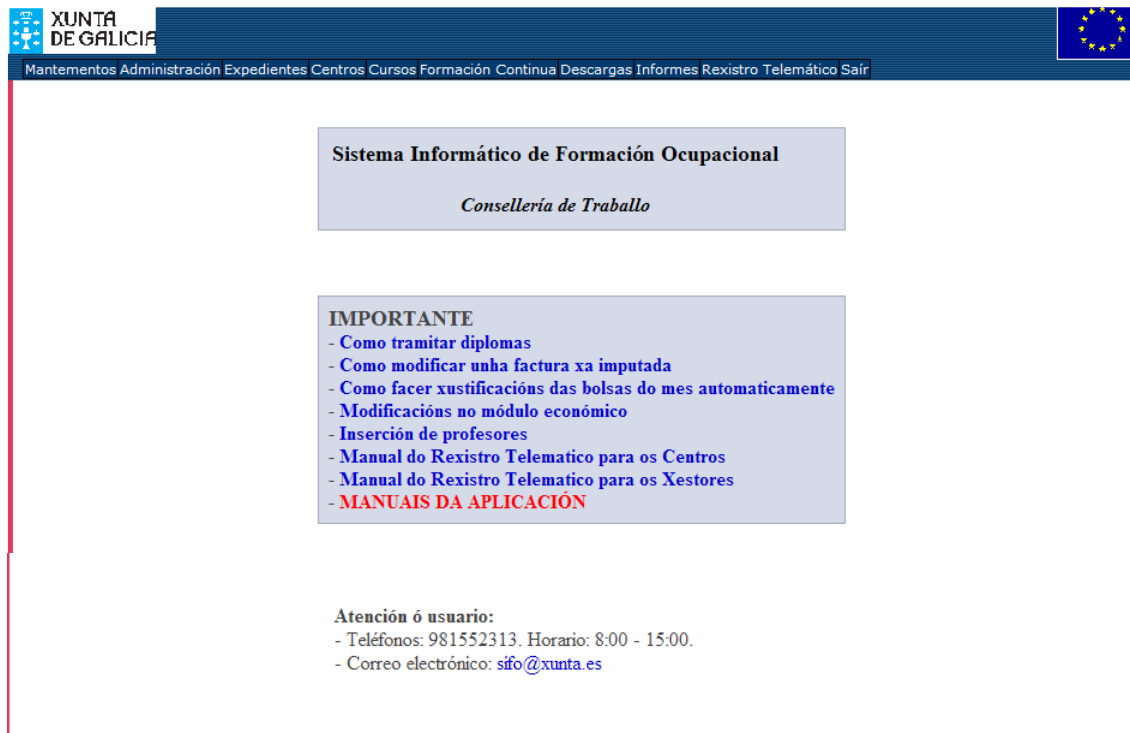 XUNTA
DE GALICIA
Mantementos Administración Expedientes Centros Cursos Formación Continua Descargas Informes Rexistro Telemático Saír
Sistema Informático de Formación Ocupacional
Consellería de Traballo
IMPORTANTE
- Como tramitar diplomas
- Como modificar unha factura xa imputada
- Como facer xustificacións das bolsas do mes automaticamente
- Modificacións no módulo económico
- Inserción de profesores
- Manual do Rexistro Telematico para os Centros
- Manual do Rexistro Telematico para os Xestores
- MANUAIS DA APLICACIÓN
Atención ó usuario:
- Teléfonos: 981552313. Horario: 8:00 - 15:00.
- Correo electrónico: sifo@xunta.es